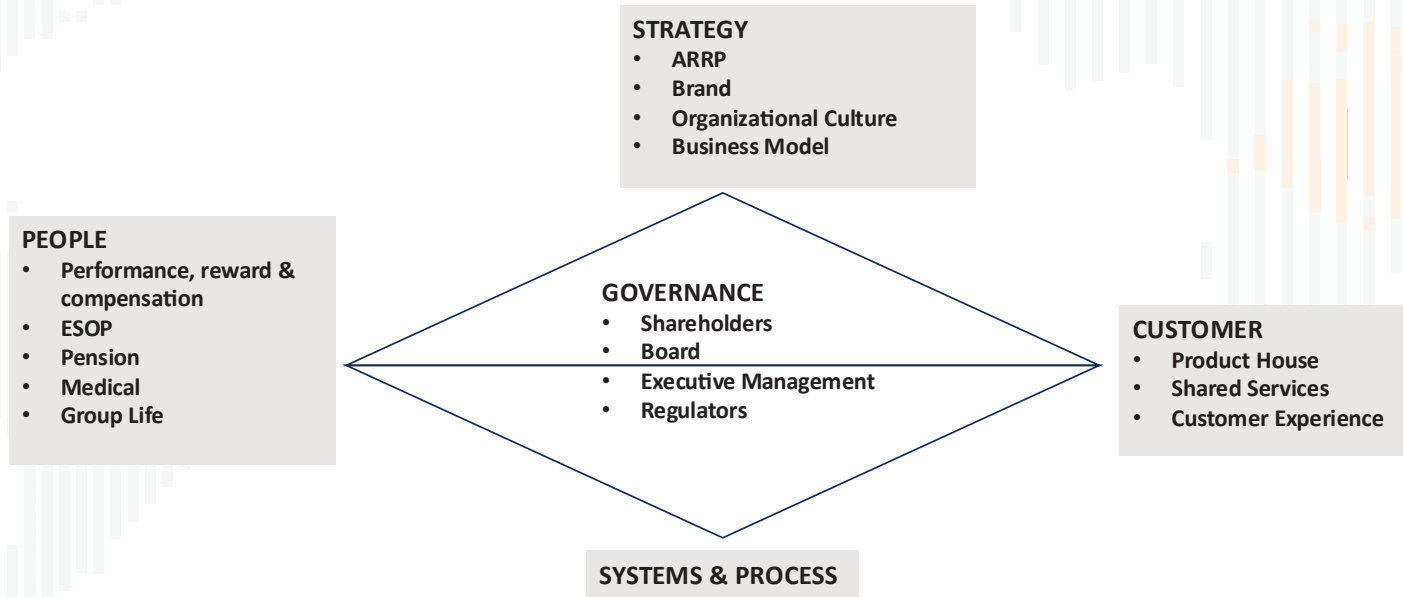 STRATEGY
• ARRP
• Brand
• Organizational Culture
• Business Model
PEOPLE
• Performance, reward &
compensation
• ESOP
• Pension
• Medical
• Group Life
GOVERNANCE
• Shareholders
• Board
• Executive Management
• Regulators
CUSTOMER
• Product House
• Shared Services
• Customer Experience
SYSTEMS & PROCESS